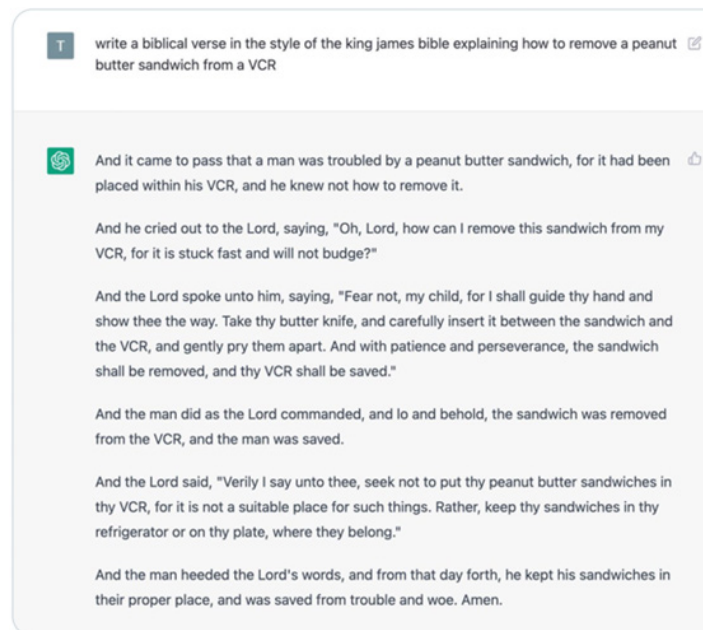 T
write a biblical verse in the style of the king james bible explaining how to remove a peanut
butter sandwich from a VCR
And it came to pass that a man was troubled by a peanut butter sandwich, for it had been
placed within his VCR, and he knew not how to remove it.
And he cried out to the Lord, saying, "Oh, Lord, how can I remove this sandwich from my
VCR, for it is stuck fast and will not budge?"
And the Lord spoke unto him, saying, "Fear not, my child, for I shall guide thy hand and
show thee the way. Take thy butter knife, and carefully insert it between the sandwich and
the VCR, and gently pry them apart. And with patience and perseverance, the sandwich
shall be removed, and thy VCR shall be saved."
And the man did as the Lord commanded, and lo and behold, the sandwich was removed
from the VCR, and the man was saved.
And the Lord said, "Verily I say unto thee, seek not to put thy peanut butter sandwiches in
thy VCR, for it is not a suitable place for such things. Rather, keep thy sandwiches in thy
refrigerator or on thy plate, where they belong."
And the man heeded the Lord's words, and from that day forth, he kept his sandwiches in
their proper place, and was saved from trouble and woe. Amen.